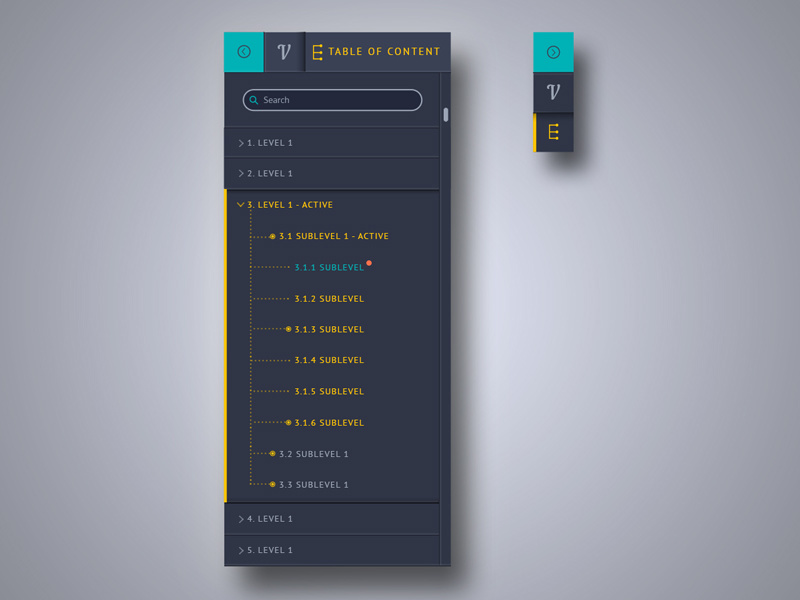 V TABLE OF CONTENT
V
Search
1. LEVEL 1
2. LEVEL 1
3. LEVEL 1 - ACTIVE
3.1 SUBLEVEL 1 - ACTIVE
3.1.1 SUBLEVEL
3.1.2 SUBLEVEL
3.1.3 SUBLEVEL
3.1.4 SUBLEVEL
3.1.5 SUBLEVEL
3.1.6 SUBLEVEL
3.2 SUBLEVEL 1
3.3 SUBLEVEL 1
4. LEVEL 1
5. LEVEL 1